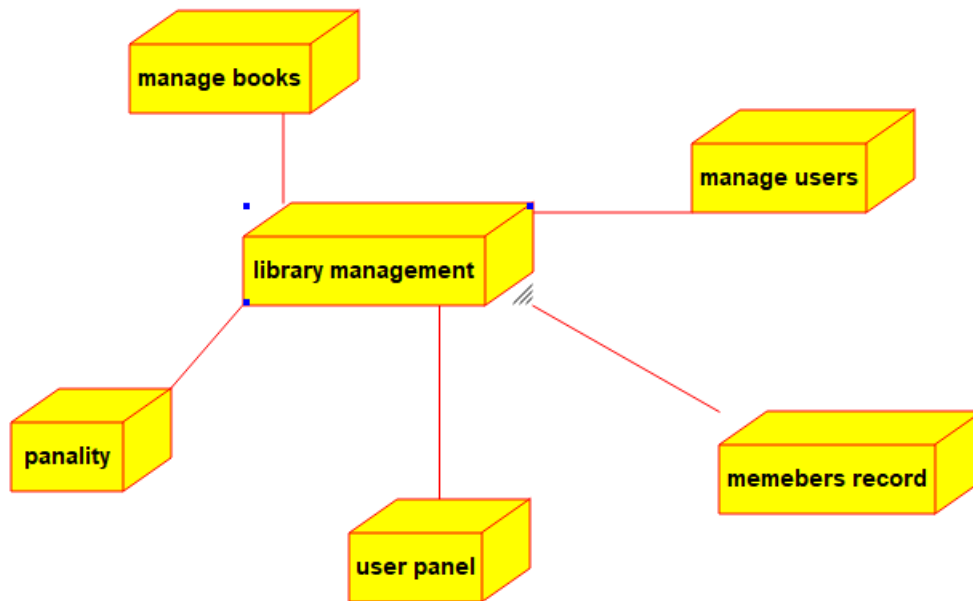 manage books
manage users
library management
panality
memebers record
user panel